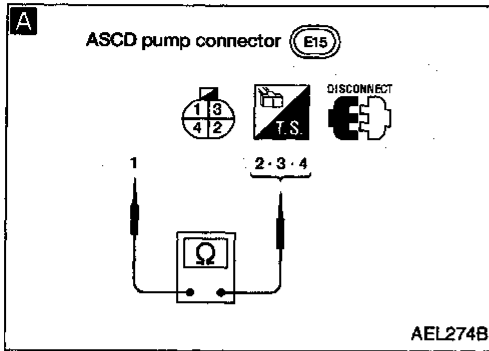 A
ASCD pump connector E15
DISCONNECT
1 3
4 2
T.S.
1 2·3·4
Ω
AEL274B